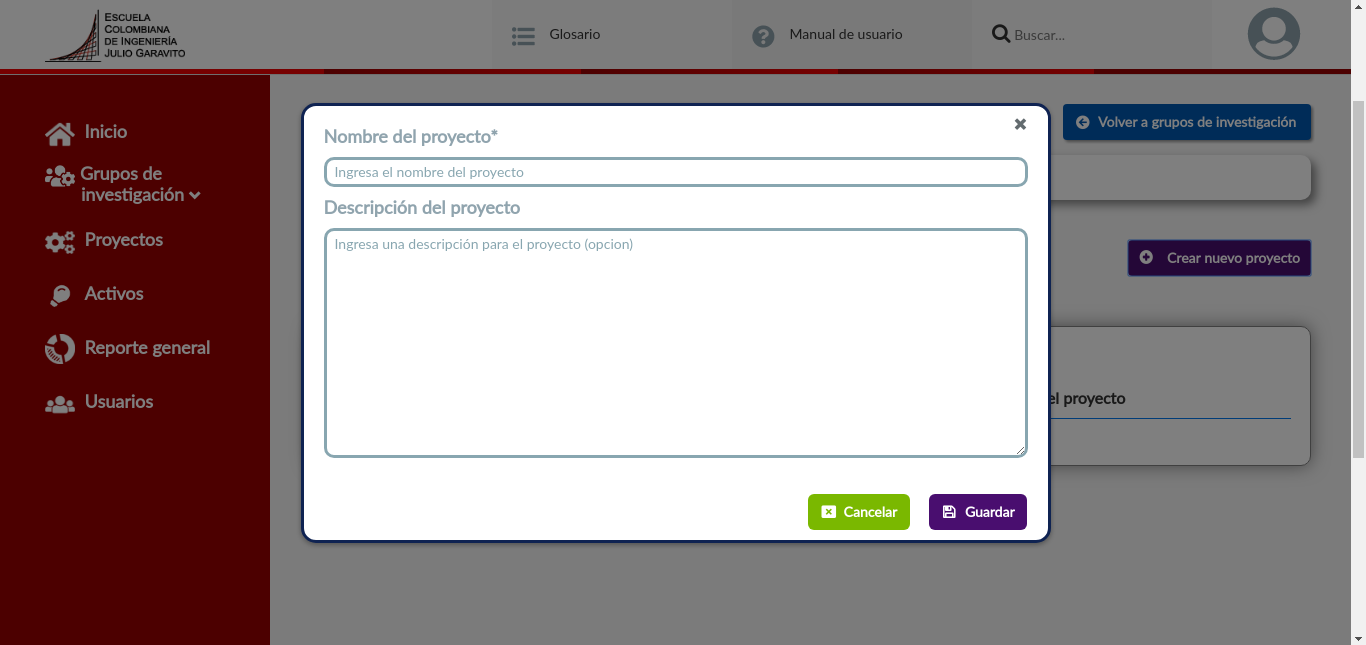 ESCUELA
COLOMBIANA
DE INGENIERÍA
JULIO GARAVITO
Glosario
Manual de usuario
Buscar...
Inicio
Grupos de
investigación
Proyectos
Activos
Reporte general
Usuarios
Volver a grupos de investigación
Crear nuevo proyecto
el proyecto
Nombre del proyecto*
Ingresa el nombre del proyecto
Descripción del proyecto
Ingresa una descripción para el proyecto (opcion)
Cancelar
Guardar